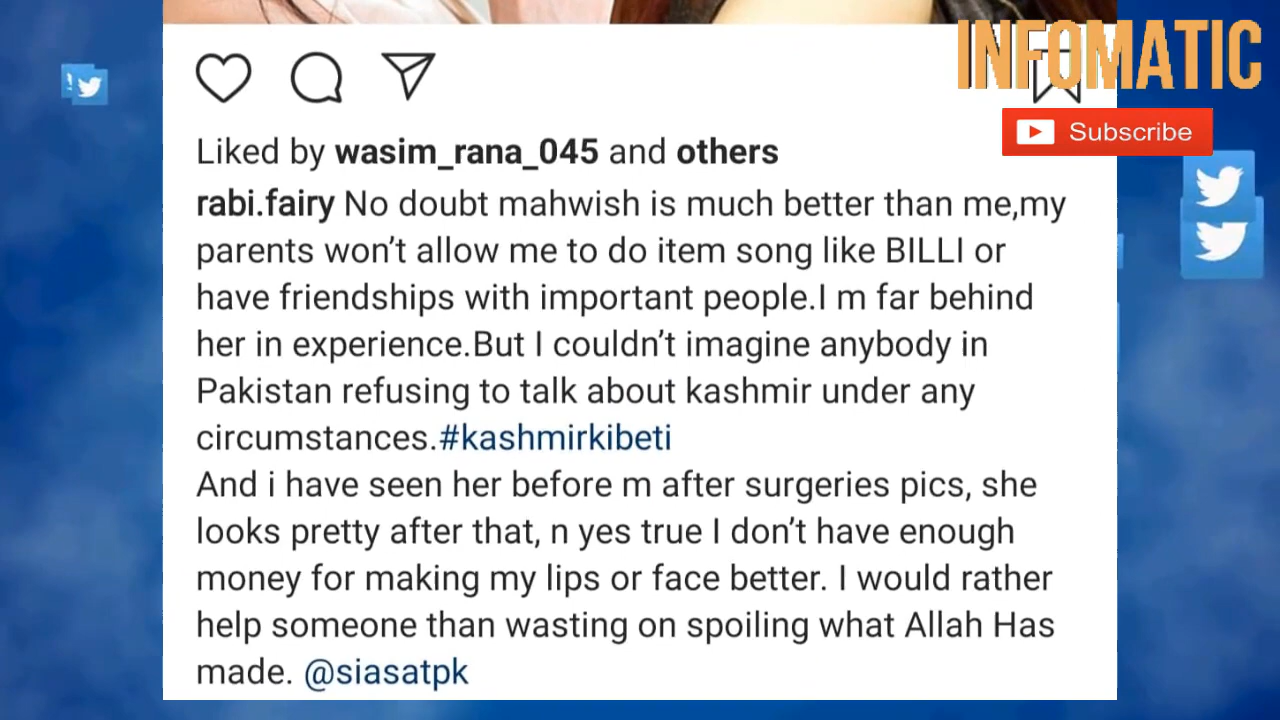 INFOMATIC
Subscribe
Liked by wasim_rana_045 and others
rabi.fairy No doubt mahwish is much better than me,my
parents won't allow me to do item song like BILLI or
have friendships with important people.I m far behind
her in experience.But I couldn't imagine anybody in
Pakistan refusing to talk about kashmir under any
circumstances.#kashmirkibeti
And i have seen her before m after surgeries pics, she
looks pretty after that, n yes true I don't have enough
money for making my lips or face better. I would rather
help someone than wasting on spoiling what Allah Has
made. @siasatpk